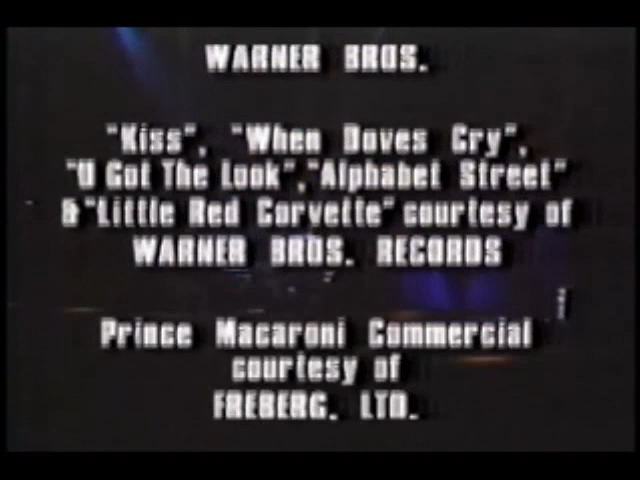 WARNER BROS.
"Kiss", "When Doves Cry",
"U Got The Look","Alphabet Street"
& "Little Red Corvette" courtesy of
WARNER BROS. RECORDS
Prince Macaroni Commercial
courtesy of
FREBERG, LTD.